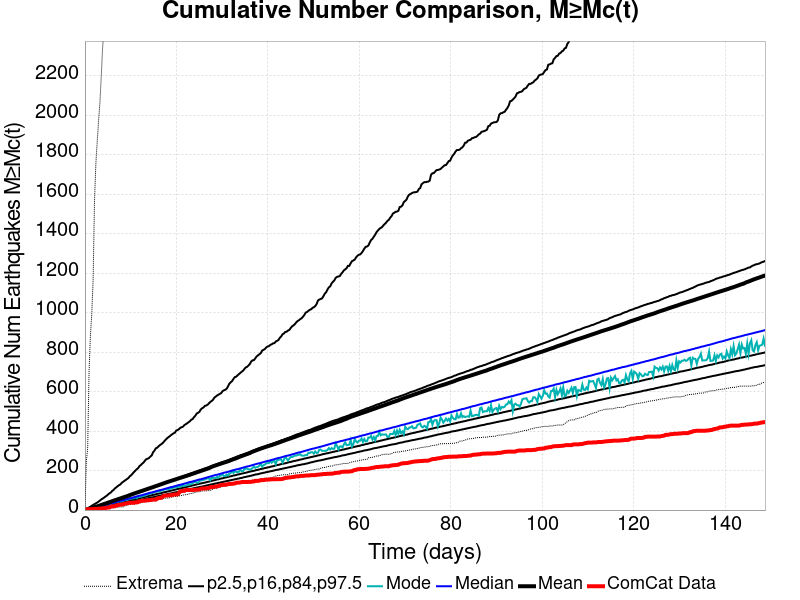 Cumulative Number Comparison, M≥Mc(t)
Cumulative Num Earthquakes M≥Mc(t)
2200
2000
1800
1600
1400
1200
1000
800
600
400
200
0
0 20 40 60 80 100 120 140
Time (days)
Extrema p2.5,p16,p84,p97.5 Mode Median Mean ComCat Data